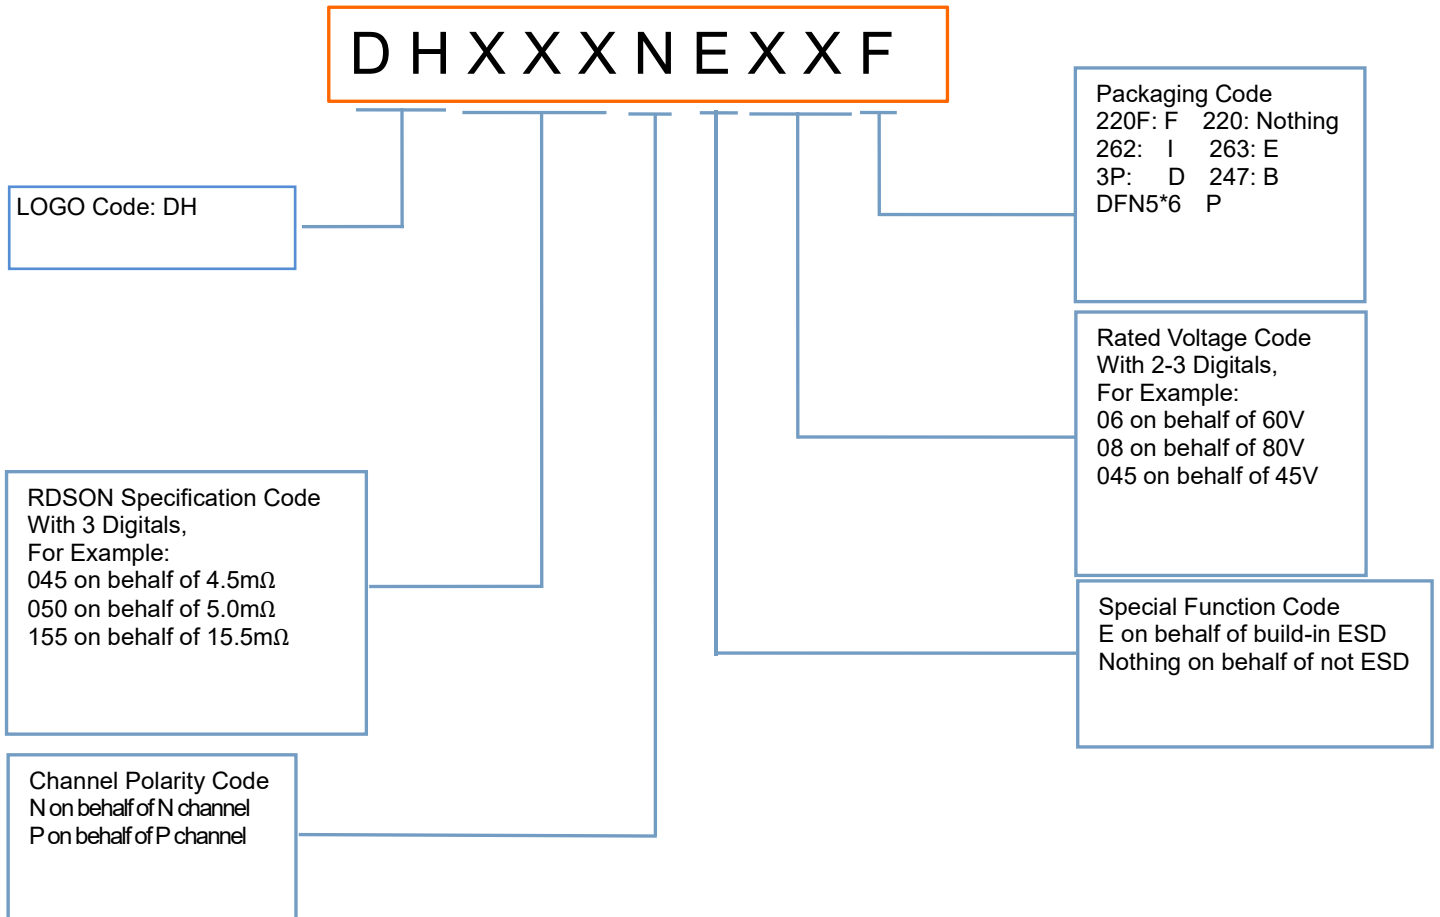 D H X X X N E X X F
LOGO Code: DH
RDSON Specification Code
With 3 Digitals,
For Example:
045 on behalf of 4.5mΩ
050 on behalf of 5.0mΩ
155 on behalf of 15.5mΩ
Channel Polarity Code
N on behalf of N channel
P on behalf of P channel
Packaging Code
220F: F 220: Nothing
262: I 263: E
3P: D 247: B
DFN5*6 P
Rated Voltage Code
With 2-3 Digitals,
For Example:
06 on behalf of 60V
08 on behalf of 80V
045 on behalf of 45V
Special Function Code
E on behalf of build-in ESD
Nothing on behalf of not ESD